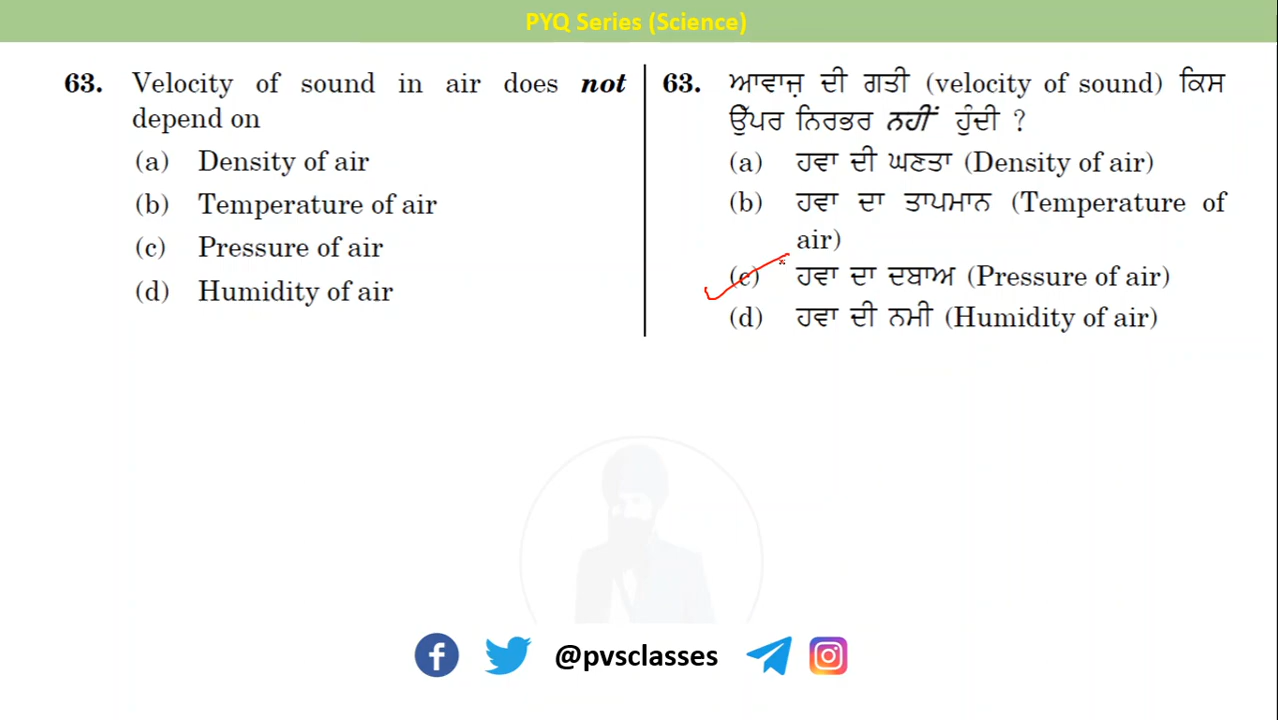 PYQ Series (Science)
63. Velocity of sound in air does not
depend on
(a) Density of air
(b) Temperature of air
(c) Pressure of air
(d) Humidity of air
63. ਆਵਾਜ਼ ਦੀ ਗਤੀ (velocity of sound) ਕਿਸ
ਉੱਪਰ ਨਿਰਭਰ ਨਹੀਂ ਹੁੰਦੀ ?
(a) ਹਵਾ ਦੀ ਘਣਤਾ (Density of air)
(b) ਹਵਾ ਦਾ ਤਾਪਮਾਨ (Temperature of
air)
(c) ਹਵਾ ਦਾ ਦਬਾਅ (Pressure of air)
(d) ਹਵਾ ਦੀ ਨਮੀ (Humidity of air)
@pvsclasses